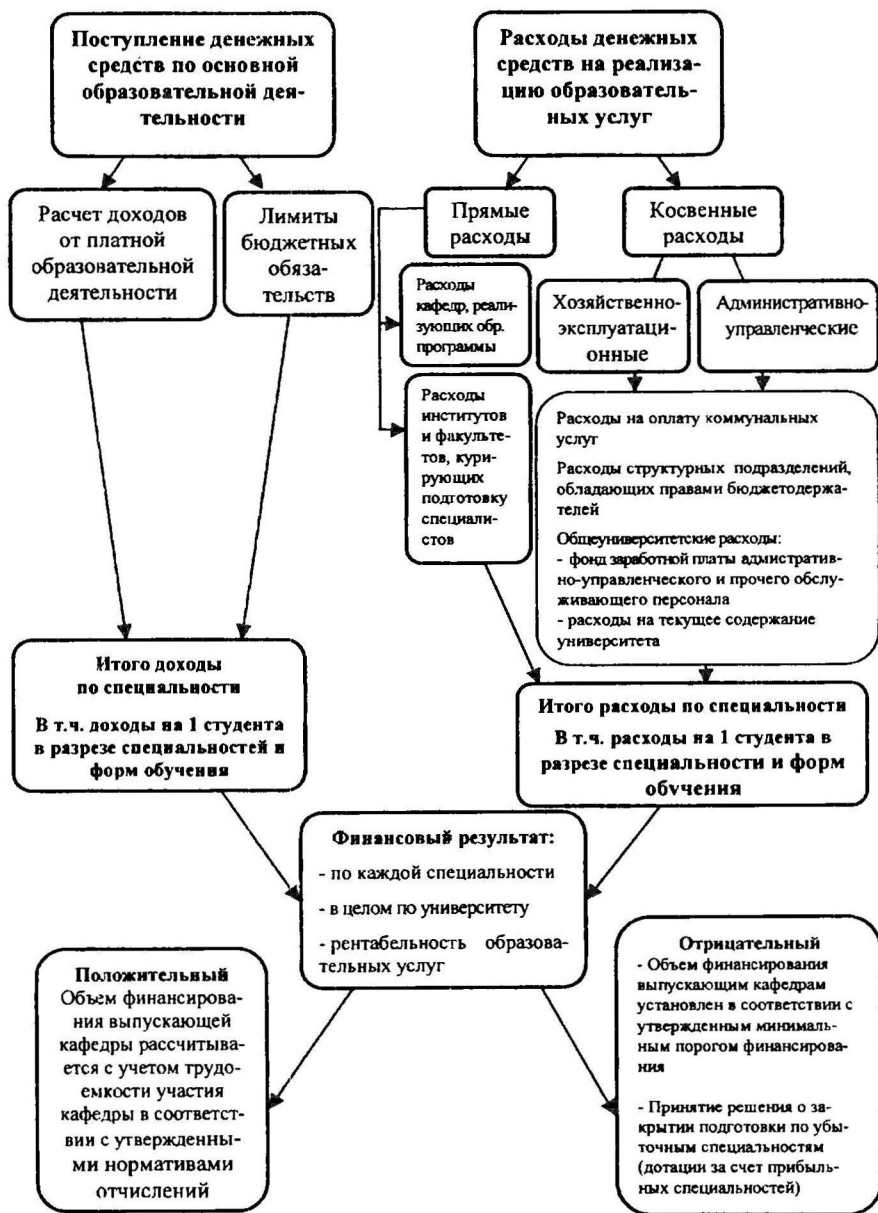 Поступление денежных
средств по основной
образовательной дея-
тельности
Расходы денежных
средств на реализа-
цию образователь-
ных услуг
Расчет доходов
от платной
образовательной
деятельности
Лимиты
бюджетных
обяза-
тельств
Прямые
расходы
Косвенные
расходы
Расходы
кафедр, реали-
зующих обр.
программы
Хозяйственно-
эксплуатаци-
онные
Административно-
управленческие
Расходы
институтов
и факульте-
тов, кури-
рующих
подготовку
специали-
стов
Расходы на оплату коммунальных
услуг
Расходы структурных подразделений,
обладающих правами бюджетодержа-
телей
Общеуниверситетские расходы:
- фонд заработной платы адмистратив-
но-управленческого и прочего обслу-
живающего персонала
- расходы на текущее содержание
университета
Итого доходы
по специальности
В т.ч. доходы на 1 студента
в разрезе специальностей и
форм обучения
Итого расходы по специальности
В т.ч. расходы на 1 студента в
разрезе специальности и форм
обучения
Финансовый результат:
- по каждой специальности
- в целом по университету
- рентабельность образова-
тельных услуг
Положительный
Объем финансирова-
ния выпускающей
кафедры рассчитыва-
ется с учетом трудо-
емкости участия
кафедры в соответст-
вии с утвержденны-
ми нормативами
отчислений
Отрицательный
- Объем финансирования
выпускающим кафедрам
установлен в соответствии с
утвержденным минималь-
ным порогом финансирова-
ния
- Принятие решения о за-
крытии подготовки по убы-
точным специальностям
(дотации за счет прибыль-
ных специальностей)